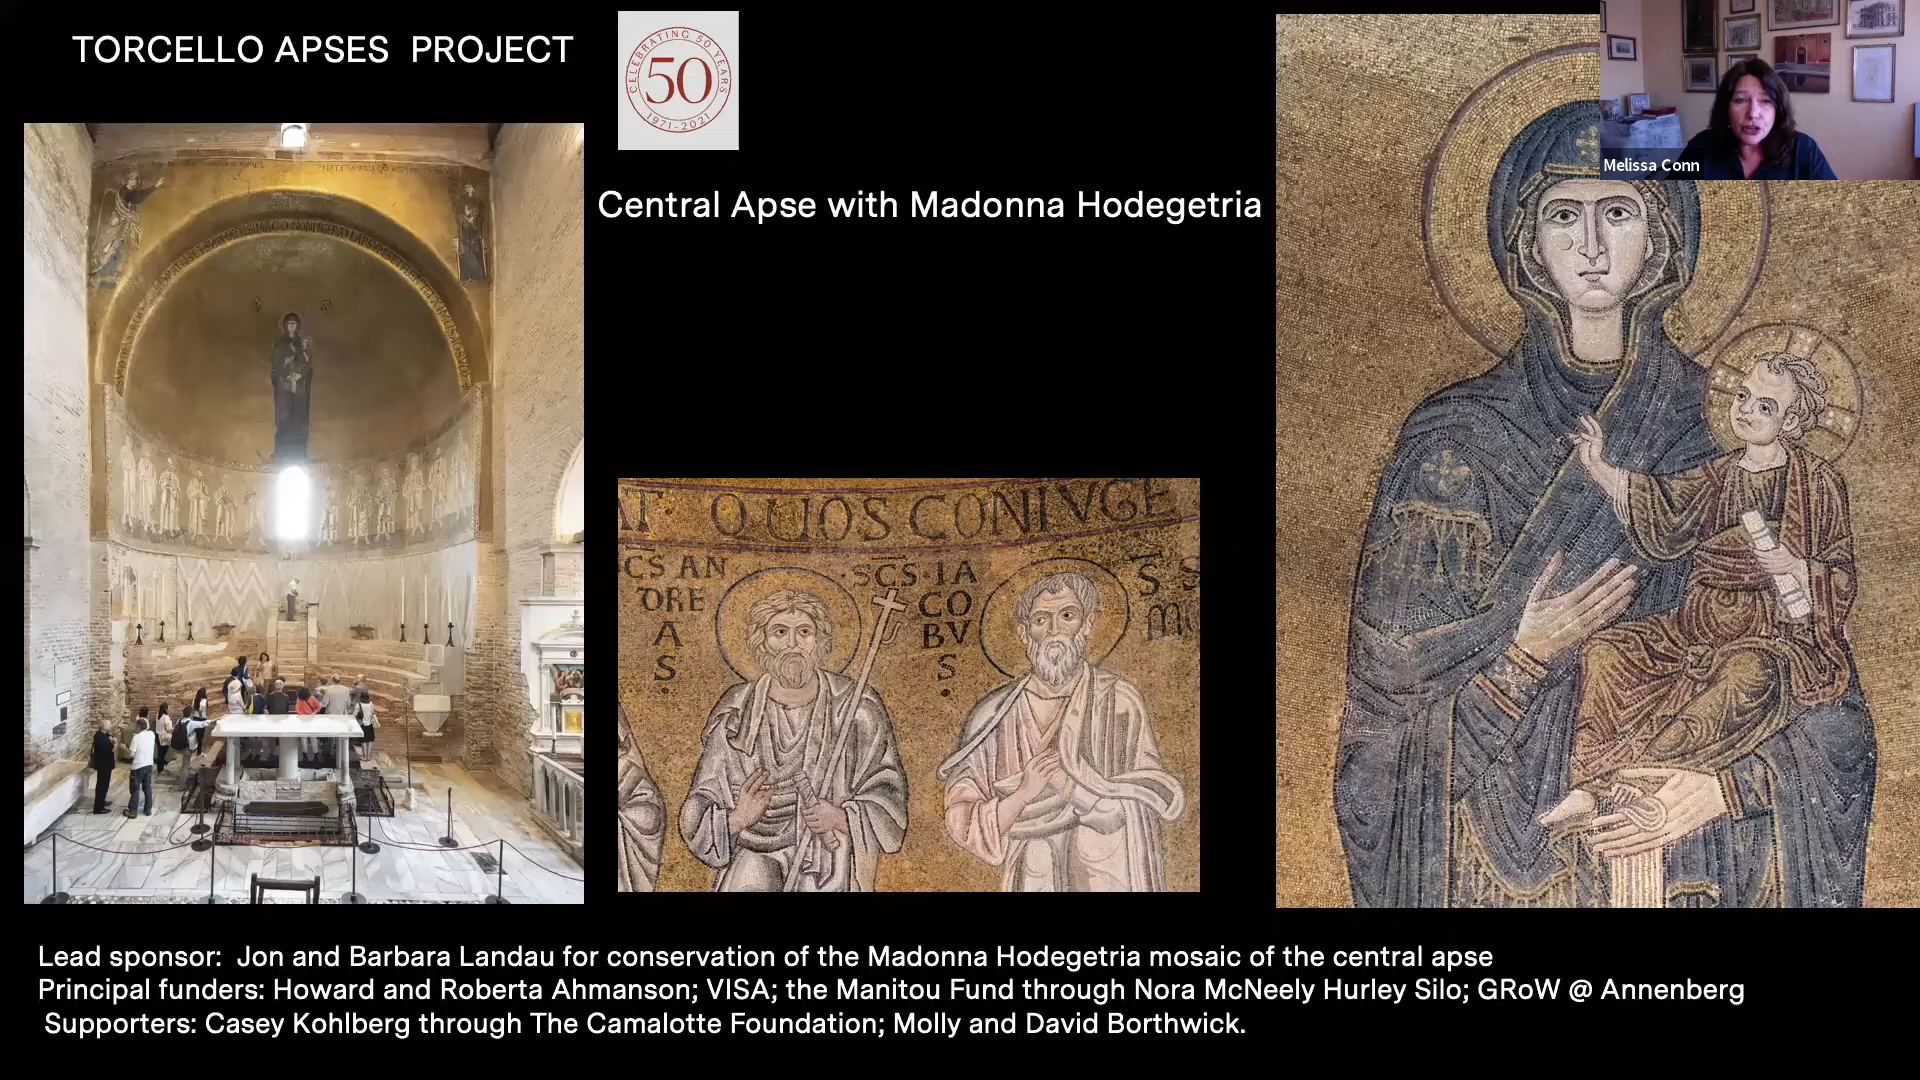 TORCELLO APSES PROJECT
CELEBRATING 50 YEARS
50
1971-2021
Melissa Conn
Central Apse with Madonna Hodegetria
AT· QUOS CONIVGE
SCS AN
DRE
A
S
·SCS·IA
CO
BV
S
Lead sponsor: Jon and Barbara Landau for conservation of the Madonna Hodegetria mosaic of the central apse
Principal funders: Howard and Roberta Ahmanson; VISA; the Manitou Fund through Nora McNeely Hurley Silo; GRoW @ Annenberg
Supporters: Casey Kohlberg through The Camalotte Foundation; Molly and David Borthwick.